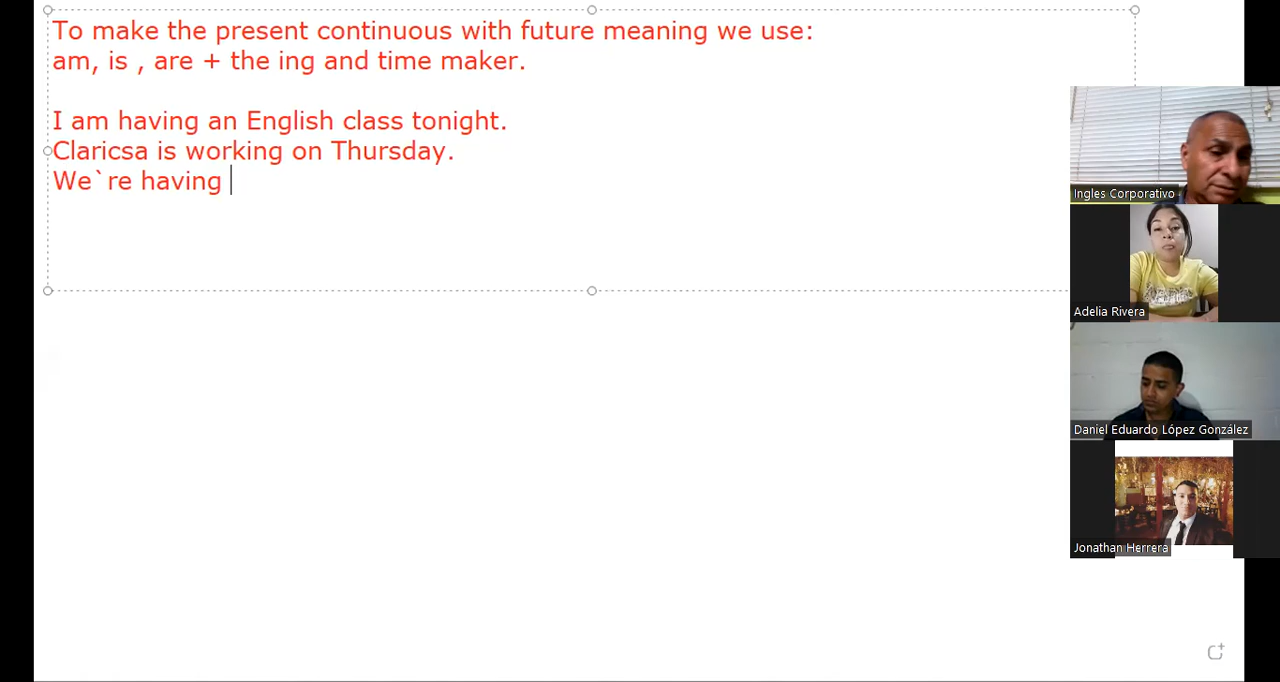 To make the present continuous with future meaning we use:
am, is , are + the ing and time maker.
I am having an English class tonight.
Claricsa is working on Thursday.
We`re having
Ingles Corporativo
Adelia Rivera
Daniel Eduardo López González
Jonathan Herrera